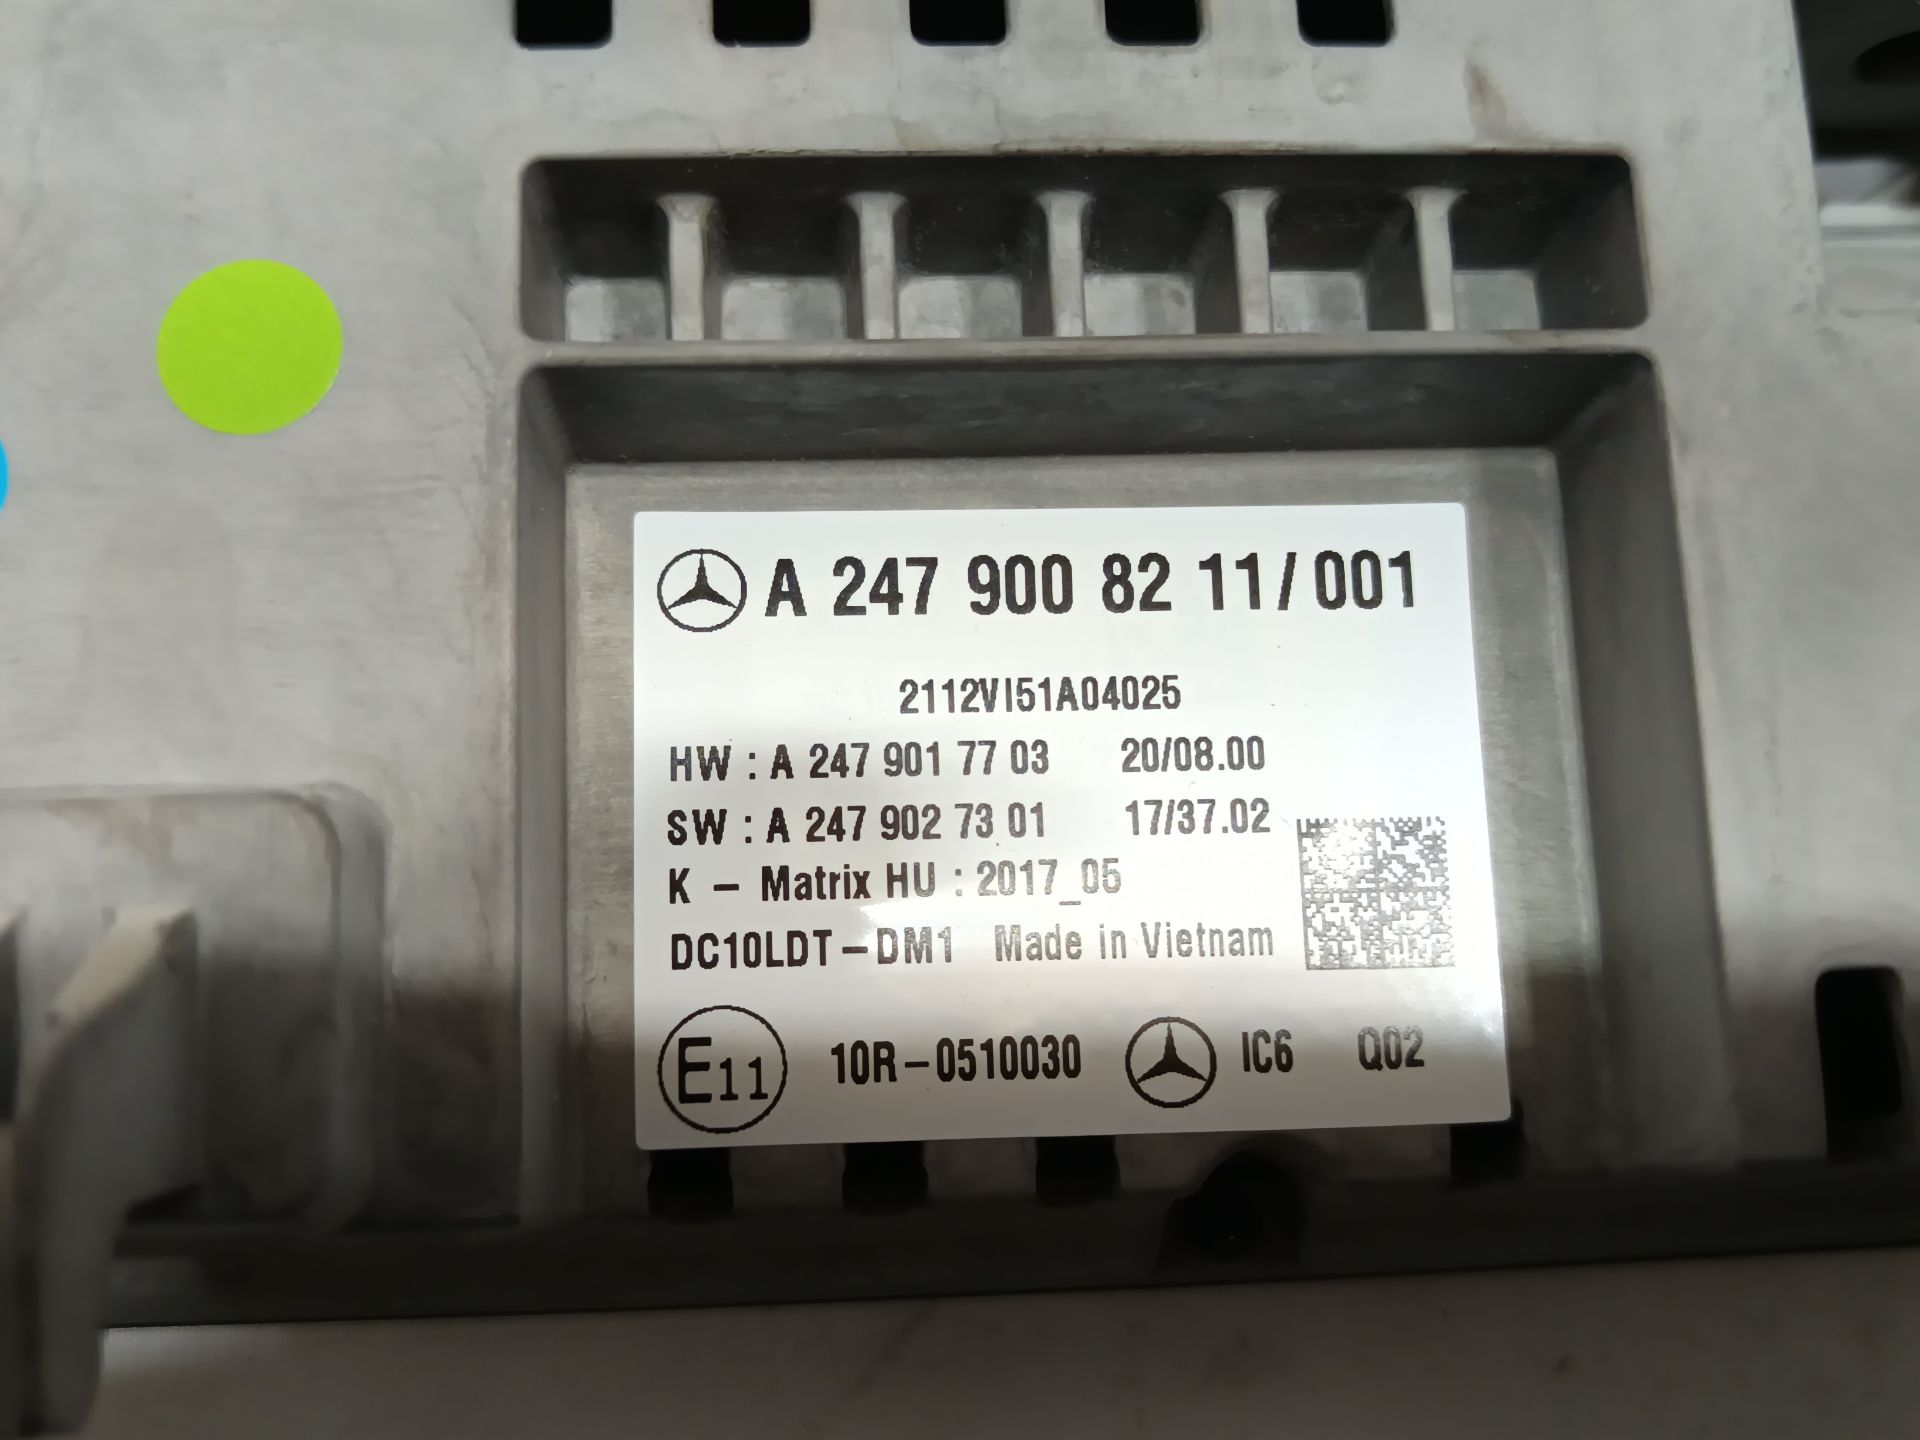 A 247 900 82 11/001
2112VI51A04025
HW : A 247 901 77 03 20/08.00
SW : A 247 902 73 01 17/37.02
K - Matrix HU : 2017_05
DC10LDT-DM1 Made in Vietnam
E11 10R-0510030 IC6 Q02